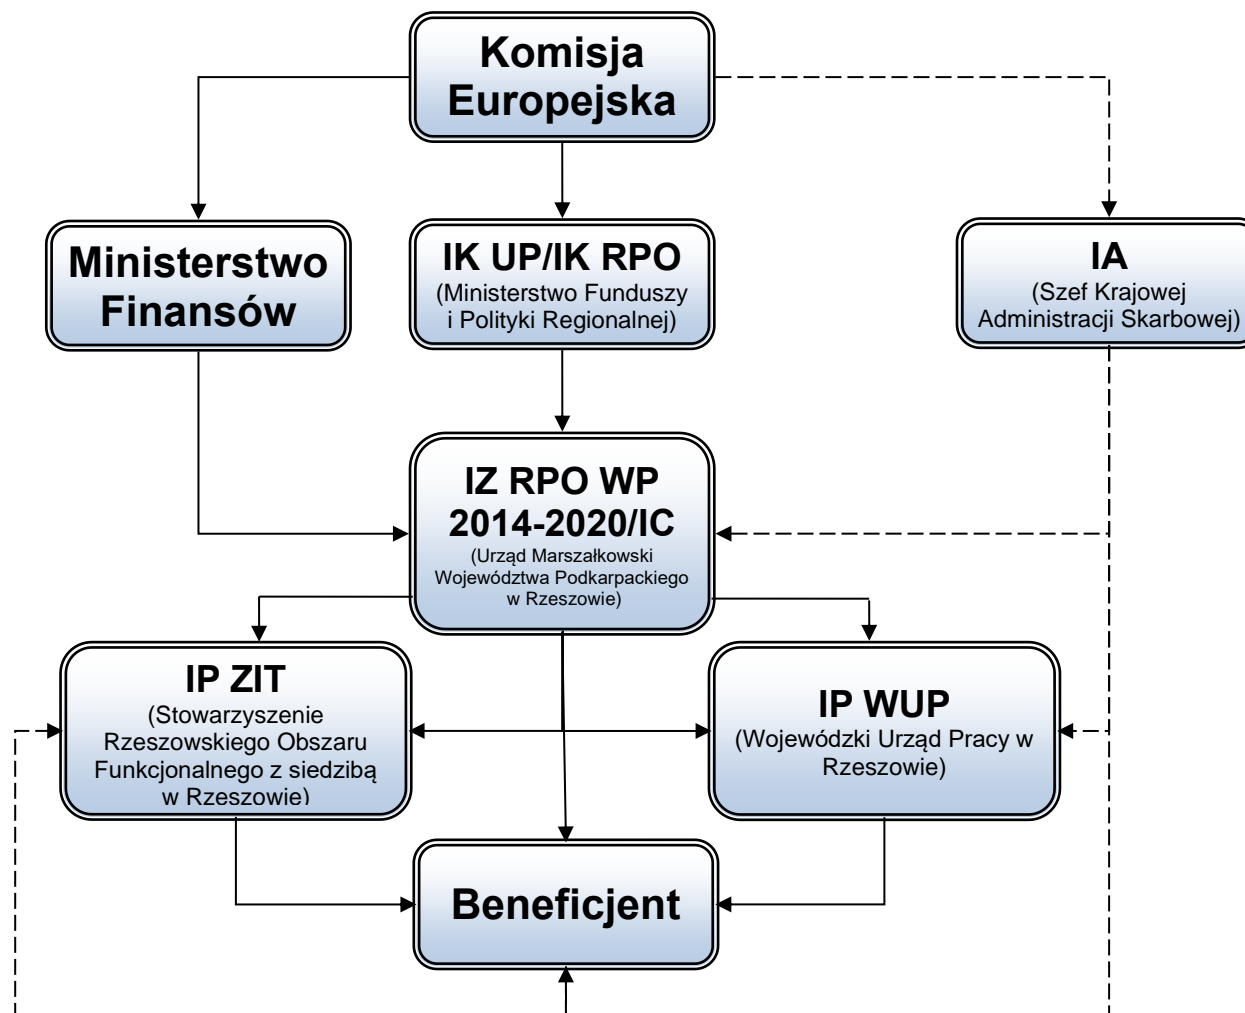 Komisja
Europejska
Ministerstwo
Finansów
IK UP/IK RPO
(Ministerstwo Funduszy
i Polityki Regionalnej)
IA
(Szef Krajowej
Administracji Skarbowej)
IZ RPO WP
2014-2020/IC
(Urząd Marszałkowski
Województwa Podkarpackiego
w Rzeszowie)
IP ZIT
(Stowarzyszenie
Rzeszowskiego Obszaru
Funkcjonalnego z siedzibą
w Rzeszowie)
IP WUP
(Wojewódzki Urząd Pracy w
Rzeszowie)
Beneficjent